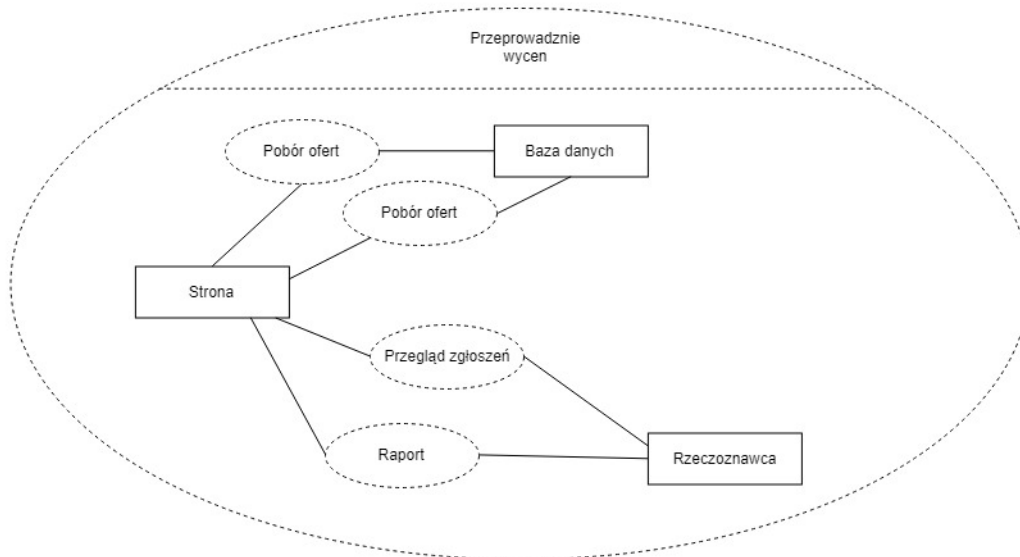 Przeprowadznie
wycen
Pobór ofert
Baza danych
Pobór ofert
Strona
Przegląd zgłoszeń
Raport
Rzeczoznawca